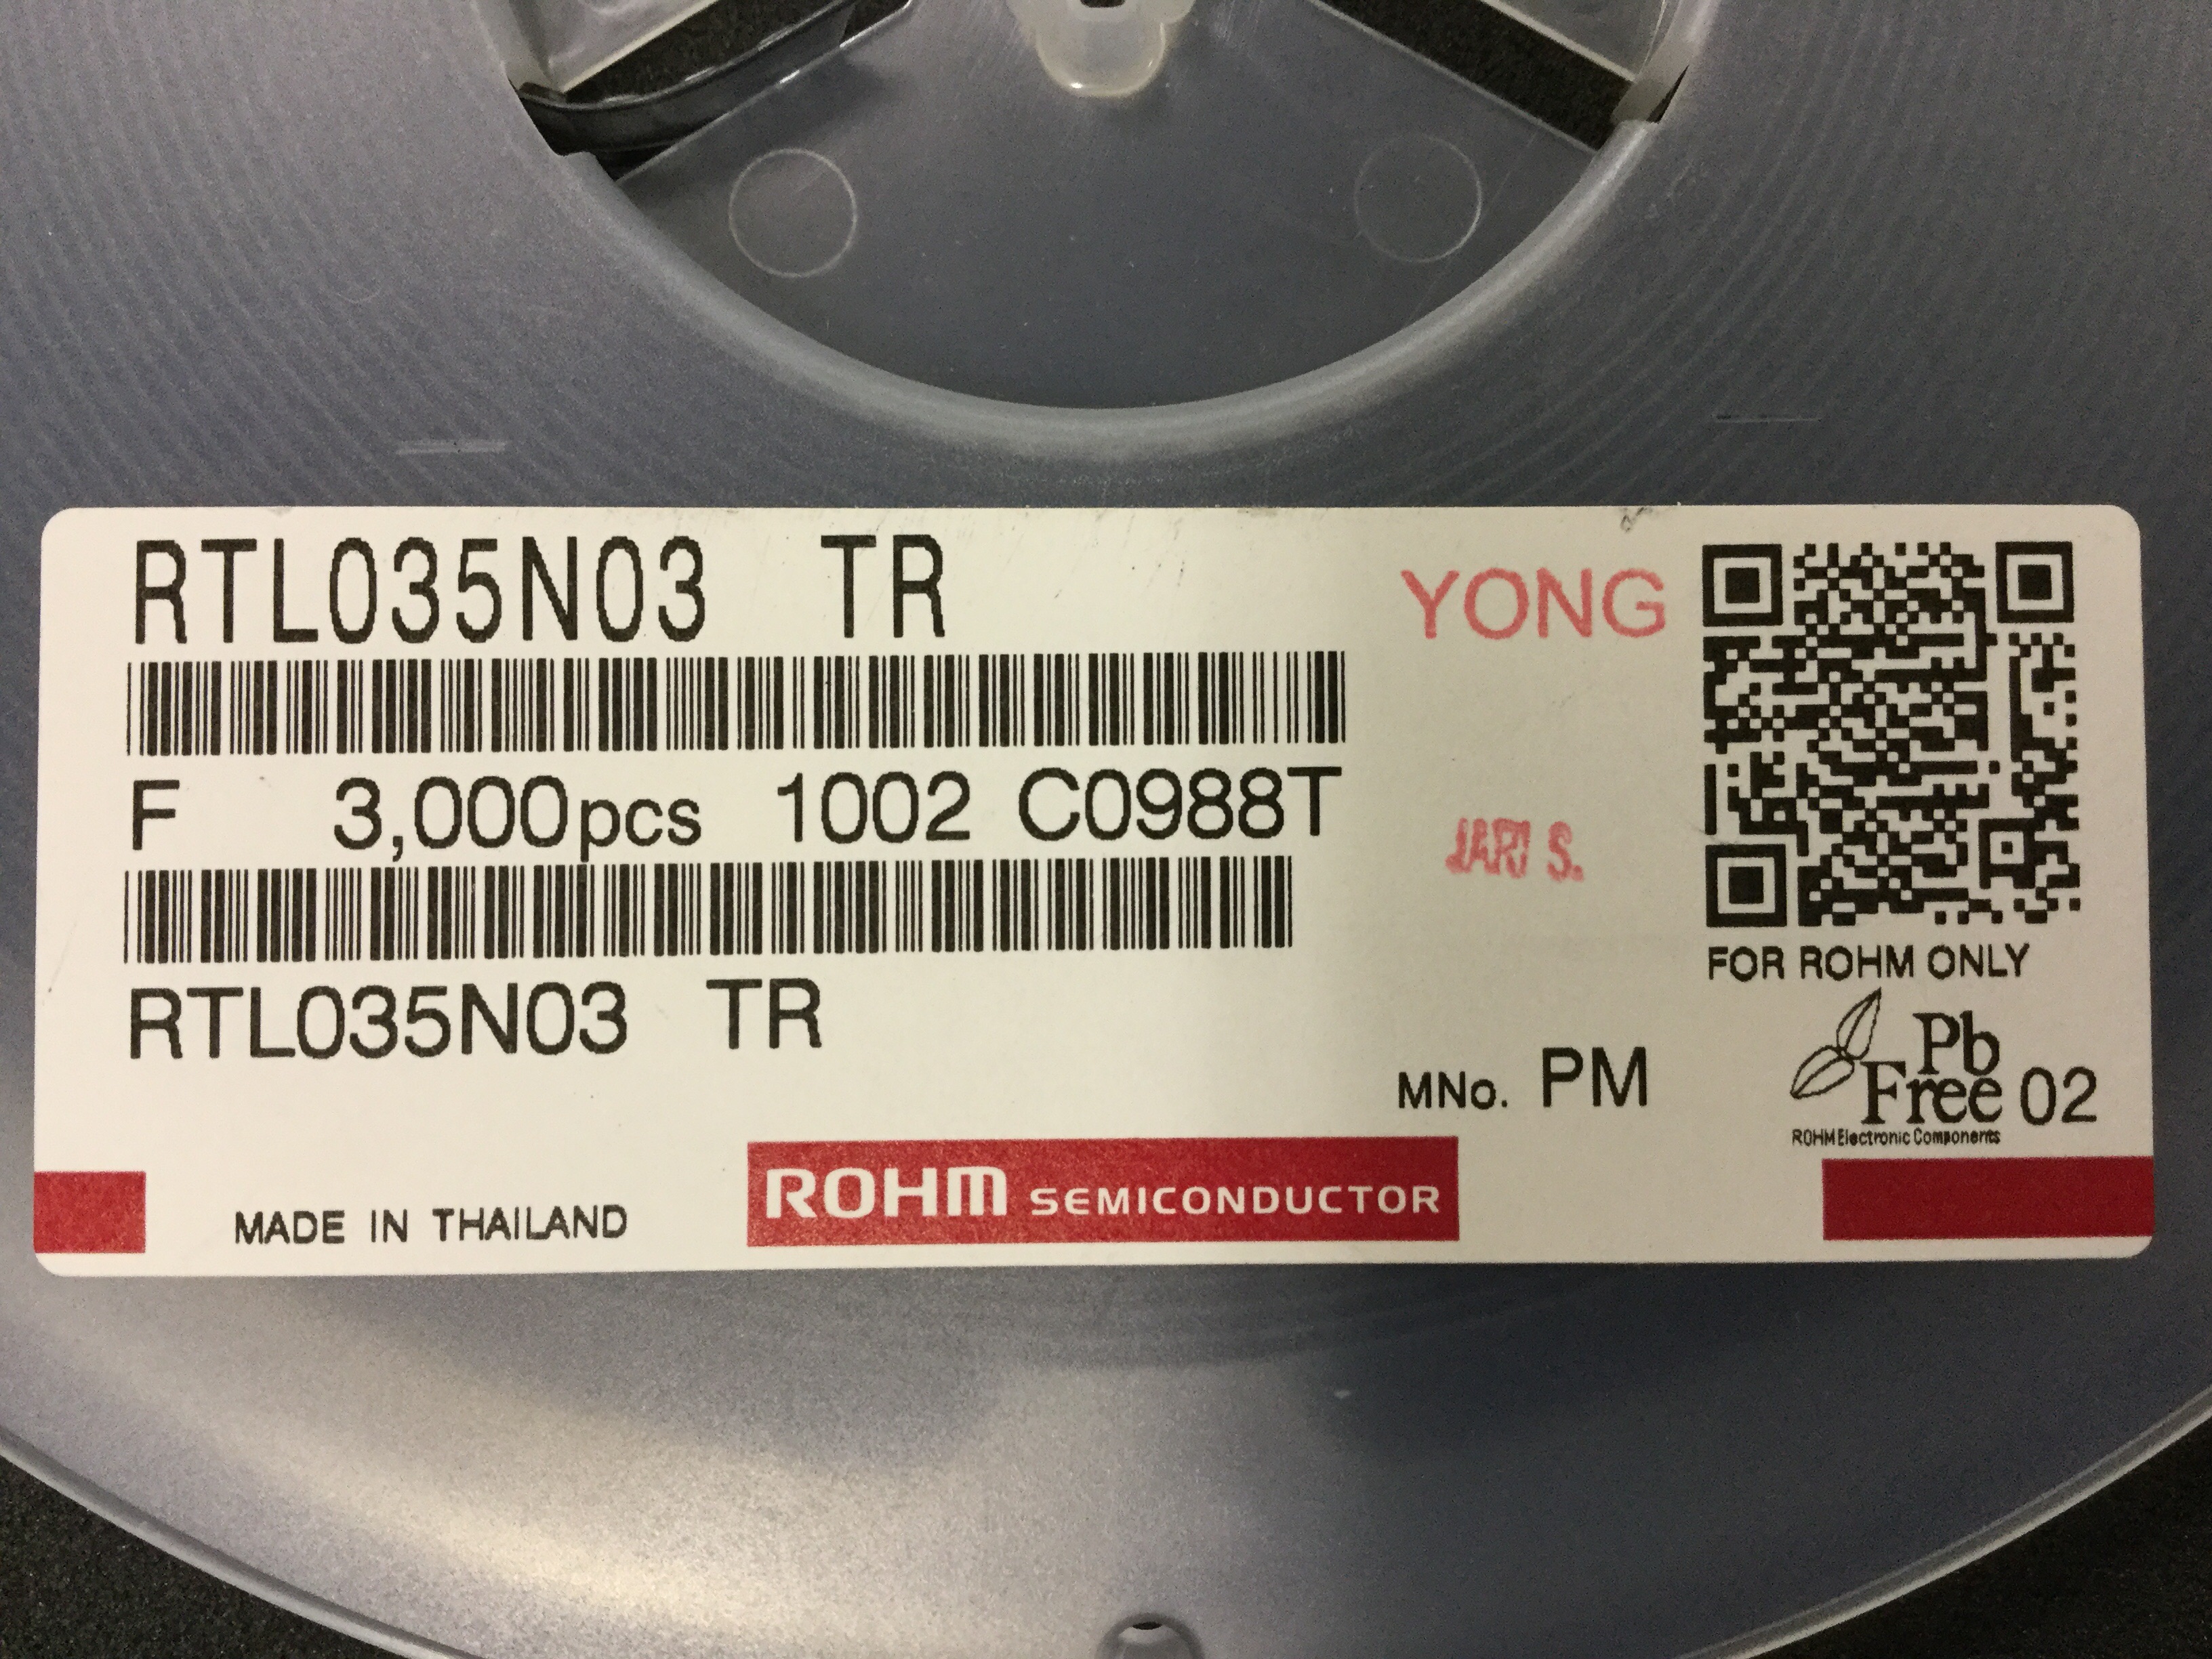 RTL035N03 TR
YONG
F 3,000pcs 1002 C0988T
JARI S.
FOR ROHM ONLY
RTL035N03 TR
MNo. PM
Pb
Free 02
ROHM Electronic Components
MADE IN THAILAND
ROHM SEMICONDUCTOR